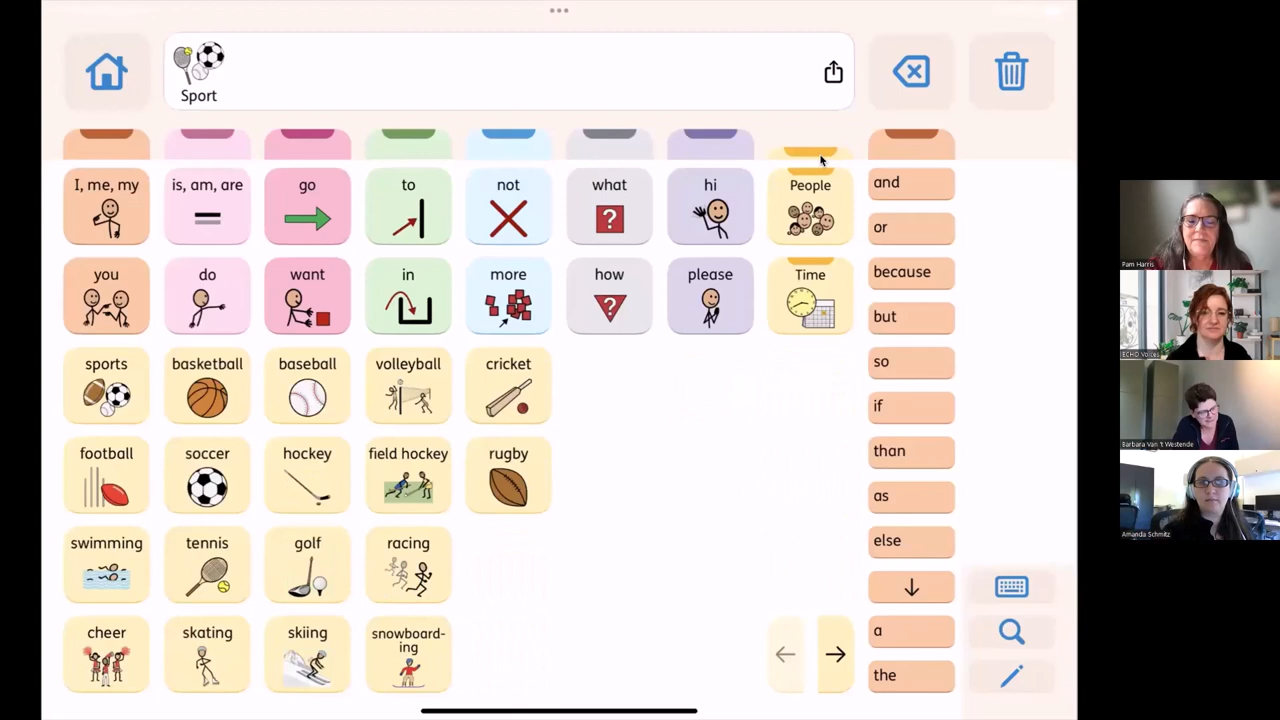 Sport
I, me, my
is, am, are
go
to
not
what
hi
People
and
or
you
do
want
in
more
how
please
Time
because
but
sports
basketball
baseball
volleyball
cricket
so
if
football
soccer
hockey
field hockey
rugby
than
as
swimming
tennis
golf
racing
else
cheer
skating
skiing
snowboard-
ing
a
the
Pam Harris
ECHO Voices
Barbara Van 't Westende
Amanda Schmitz